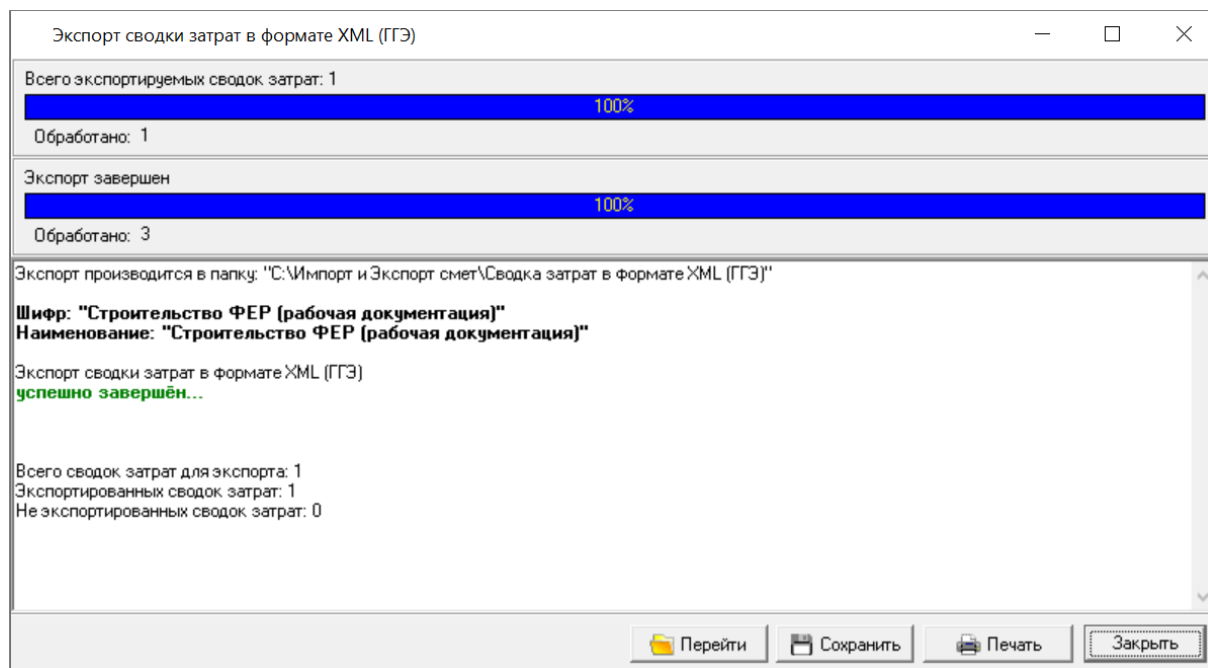 Экспорт сводки затрат в формате XML (ГГЭ)
Всего экспортируемых сводок затрат: 1
100%
Обработано: 1
Экспорт завершен
100%
Обработано: 3
Экспорт производится в папку: "C:\Импорт и Экспорт смет\Сводка затрат в формате XML (ГГЭ)"
Шифр: "Строительство ФЕР (рабочая документация)"
Наименование: "Строительство ФЕР (рабочая документация)"
Экспорт сводки затрат в формате XML (ГГЭ)
успешно завершён...
Всего сводок затрат для экспорта: 1
Экспортированных сводок затрат: 1
Не экспортированных сводок затрат: 0
Перейти Сохранить Печать Закрыть